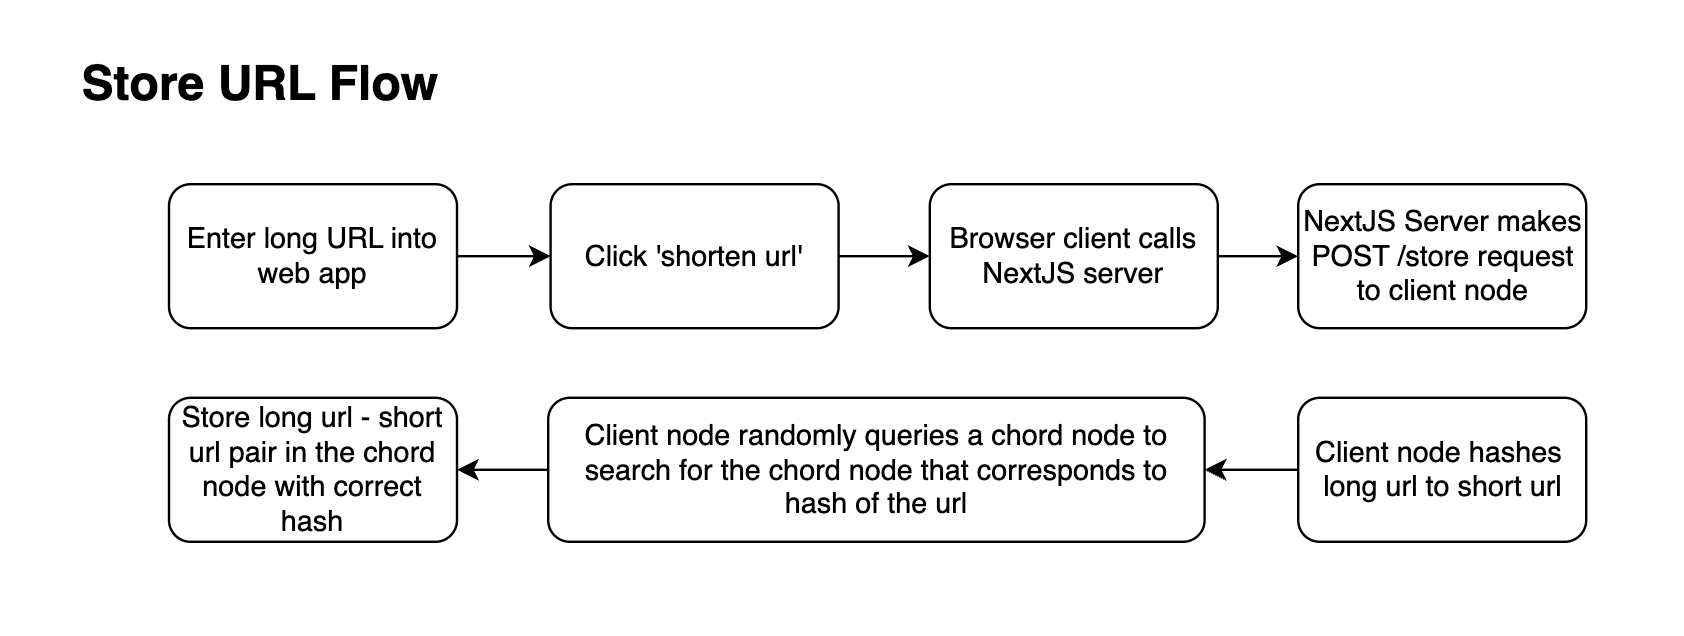 Store URL Flow
Enter long URL into
web app
Click 'shorten url'
Browser client calls
NextJS server
NextJS Server makes
POST /store request
to client node
Client node hashes
long url to short url
Client node randomly queries a chord node to
search for the chord node that corresponds to
hash of the url
Store long url - short
url pair in the chord
node with correct
hash